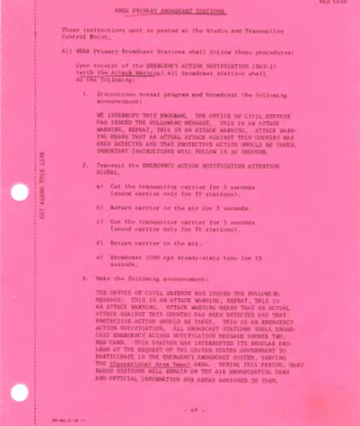 RED CARD
NDEA PRIMARY BROADCAST STATIONS
These instructions must be posted at the Studio and Transmitter
Control Point.
All NDEA Primary Broadcast Stations shall follow these procedures:
Upon receipt of the EMERGENCY ACTION NOTIFICATION (EAN-2)
(with the Attack Warning) all broadcast stations shall
do the following:
1. Discontinue normal program and broadcast the following
announcement:
WE INTERRUPT THIS PROGRAM. THE OFFICE OF CIVIL DEFENSE
HAS ISSUED THE FOLLOWING MESSAGE. THIS IS AN ATTACK
WARNING, REPEAT, THIS IS AN ATTACK WARNING. ATTACK WARN-
ING MEANS THAT AN ACTUAL ATTACK AGAINST THIS COUNTRY HAS
BEEN DETECTED AND THAT PROTECTIVE ACTION SHOULD BE TAKEN.
IMPORTANT INSTRUCTIONS WILL FOLLOW IN 30 SECONDS.
2. Transmit the EMERGENCY ACTION NOTIFICATION ATTENTION
SIGNAL.
a) Cut the transmitter carrier for 5 seconds
(sound carrier only for TV stations).
b) Return carrier to the air for 5 seconds.
c) Cut the transmitter carrier for 5 seconds
(sound carrier only for TV stations).
d) Return carrier to the air.
e) Broadcast 1000 cps steady-state tone for 15
seconds.
3. Make the following announcement:
THE OFFICE OF CIVIL DEFENSE HAS ISSUED THE FOLLOWING
MESSAGE: THIS IS AN ATTACK WARNING, REPEAT, THIS IS
AN ATTACK WARNING. ATTACK WARNING MEANS THAT AN ACTUAL
ATTACK AGAINST THIS COUNTRY HAS BEEN DETECTED AND THAT
PROTECTIVE ACTION SHOULD BE TAKEN. THIS IS AN EMERGENCY
ACTION NOTIFICATION. ALL BROADCAST STATIONS SHALL BROAD-
CAST EMERGENCY ACTION NOTIFICATION MESSAGE NUMBER TWO,
RED CARD. THIS STATION HAS INTERRUPTED ITS REGULAR PRO-
GRAM AT THE REQUEST OF THE UNITED STATES GOVERNMENT TO
PARTICIPATE IN THE EMERGENCY BROADCAST SYSTEM, SERVING
THE (Operational Area Name) AREA. DURING THIS PERIOD, MANY
RADIO STATIONS WILL REMAIN ON THE AIR BROADCASTING NEWS
AND OFFICIAL INFORMATION FOR AREAS ASSIGNED TO THEM.
- 49 -
CUT ALONG THIS LINE